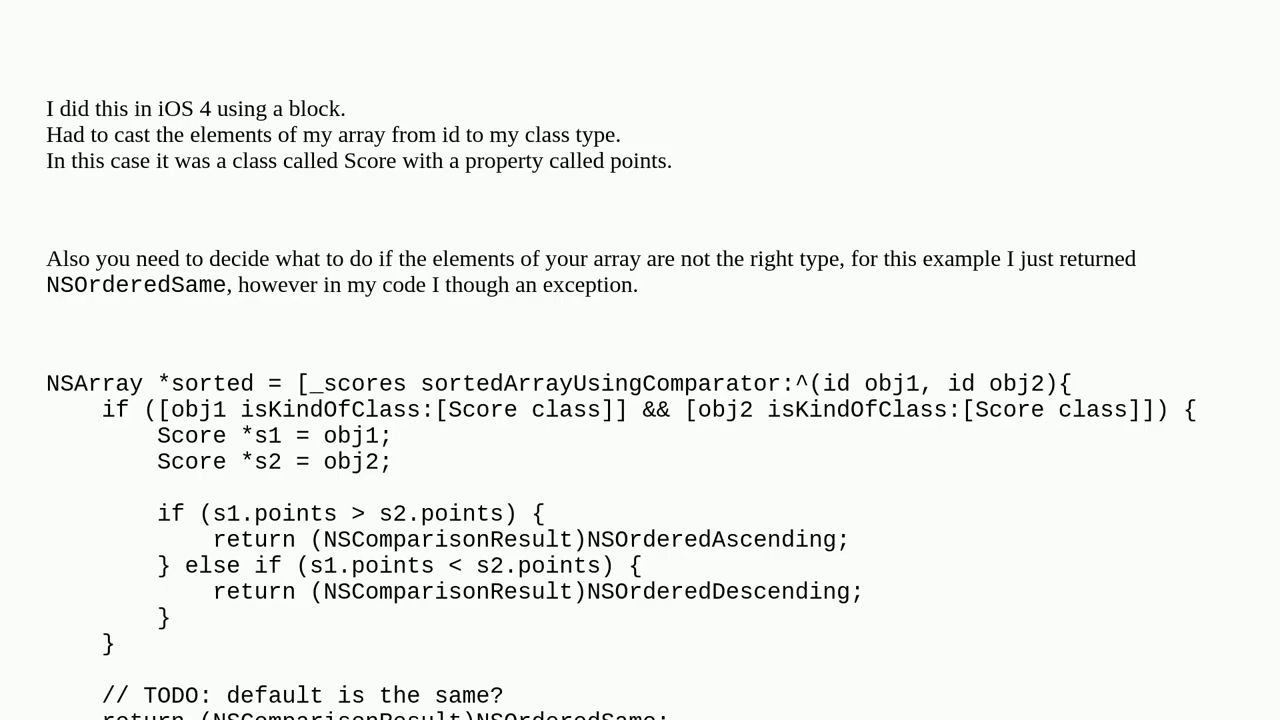 I did this in iOS 4 using a block.
Had to cast the elements of my array from id to my class type.
In this case it was a class called Score with a property called points.
Also you need to decide what to do if the elements of your array are not the right type, for this example I just returned
NSOrderedSame, however in my code I though an exception.
NSArray *sorted = [_scores sortedArrayUsingComparator:^(id obj1, id obj2){
    if ([obj1 isKindOfClass:[Score class]] && [obj2 isKindOfClass:[Score class]]) {
        Score *s1 = obj1;
        Score *s2 = obj2;
        if (s1.points > s2.points) {
            return (NSComparisonResult)NSOrderedAscending;
        } else if (s1.points < s2.points) {
            return (NSComparisonResult)NSOrderedDescending;
        }
    }
    // TODO: default is the same?
    return (NSComparisonResult)NSOrderedSame;